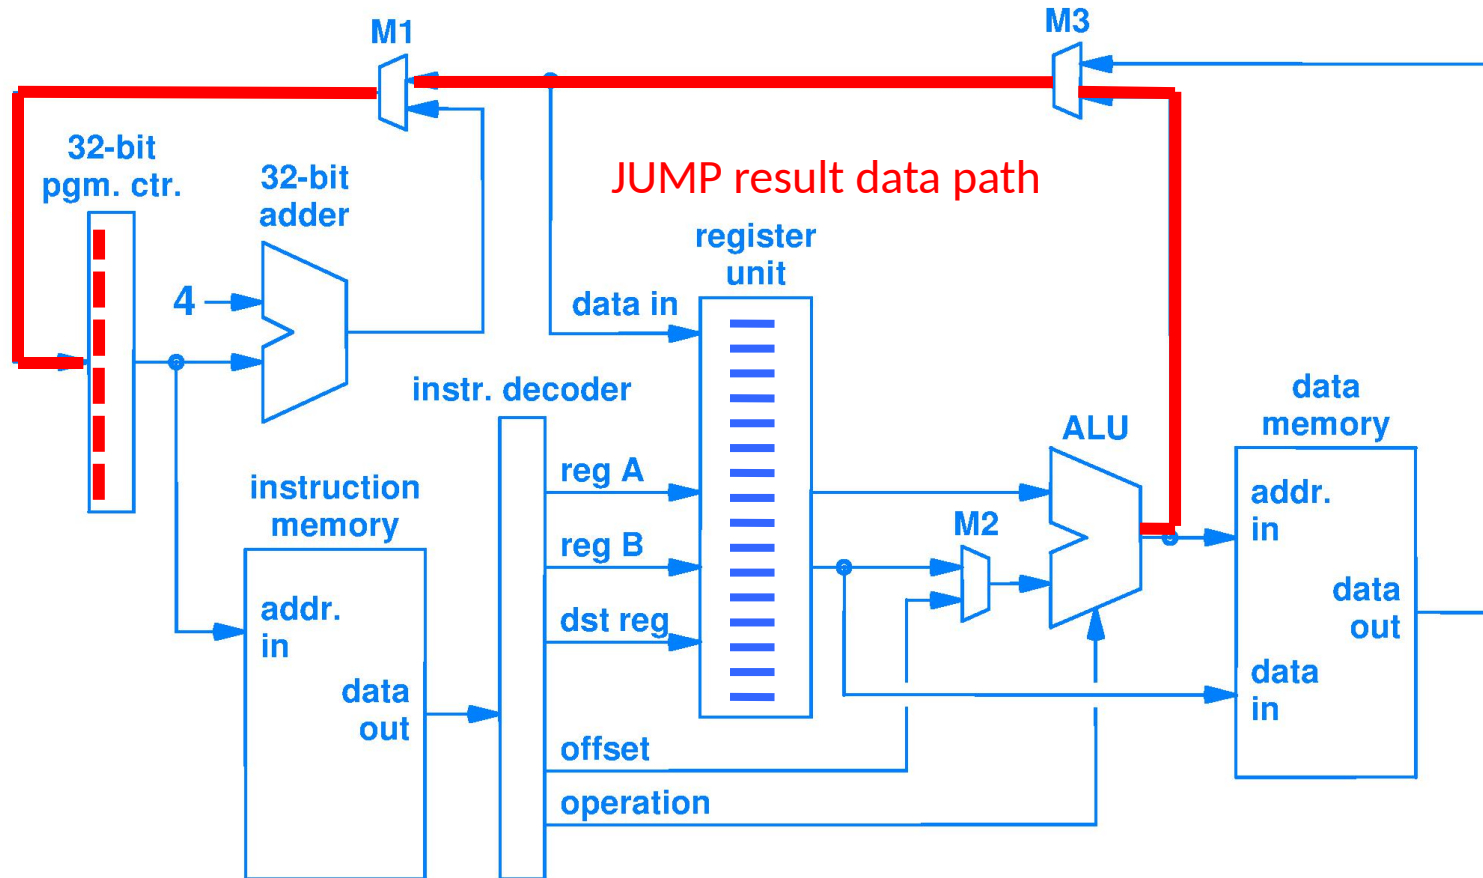 M1
M3
32-bit
pgm. ctr.
32-bit
adder
JUMP result data path
register
unit
4
data in
instr. decoder
data
memory
ALU
reg A
instruction
memory
addr.
in
M2
reg B
data
out
addr.
in
dst reg
data
in
data
out
offset
operation